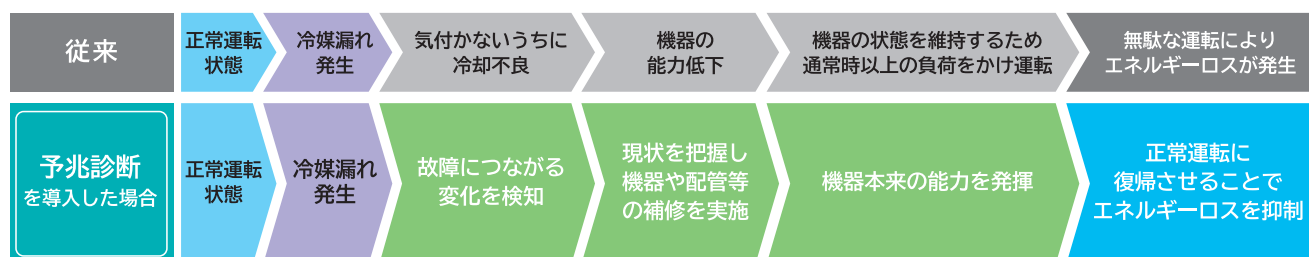 従来
正常運転
状態
冷媒漏れ
発生
気付かないうちに
冷却不良
機器の
能力低下
機器の状態を維持するため
通常時以上の負荷をかけ運転
無駄な運転により
エネルギーロスが発生
予兆診断
を導入した場合
正常運転
状態
冷媒漏れ
発生
故障につながる
変化を検知
現状を把握し
機器や配管等
の補修を実施
機器本来の能力を発揮
正常運転に
復帰させることで
エネルギーロスを抑制